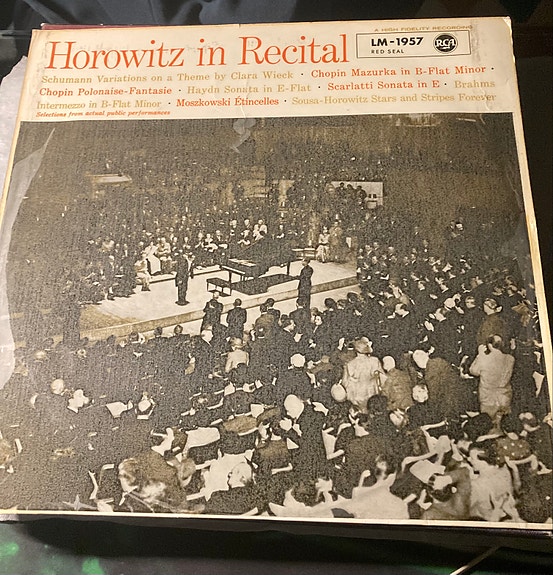 A HIGH FIDELITY RECORDING
Horowitz in Recital
LM-1957
RED SEAL
RCA
Schumann Variations on a Theme by Clara Wieck · Chopin Mazurka in B-Flat Minor ·
Chopin Polonaise-Fantasie · Haydn Sonata in E-Flat · Scarlatti Sonata in E · Brahms
Intermezzo in B-Flat Minor · Moszkowski Étincelles · Sousa-Horowitz Stars and Stripes Forever
Selections from actual public performances